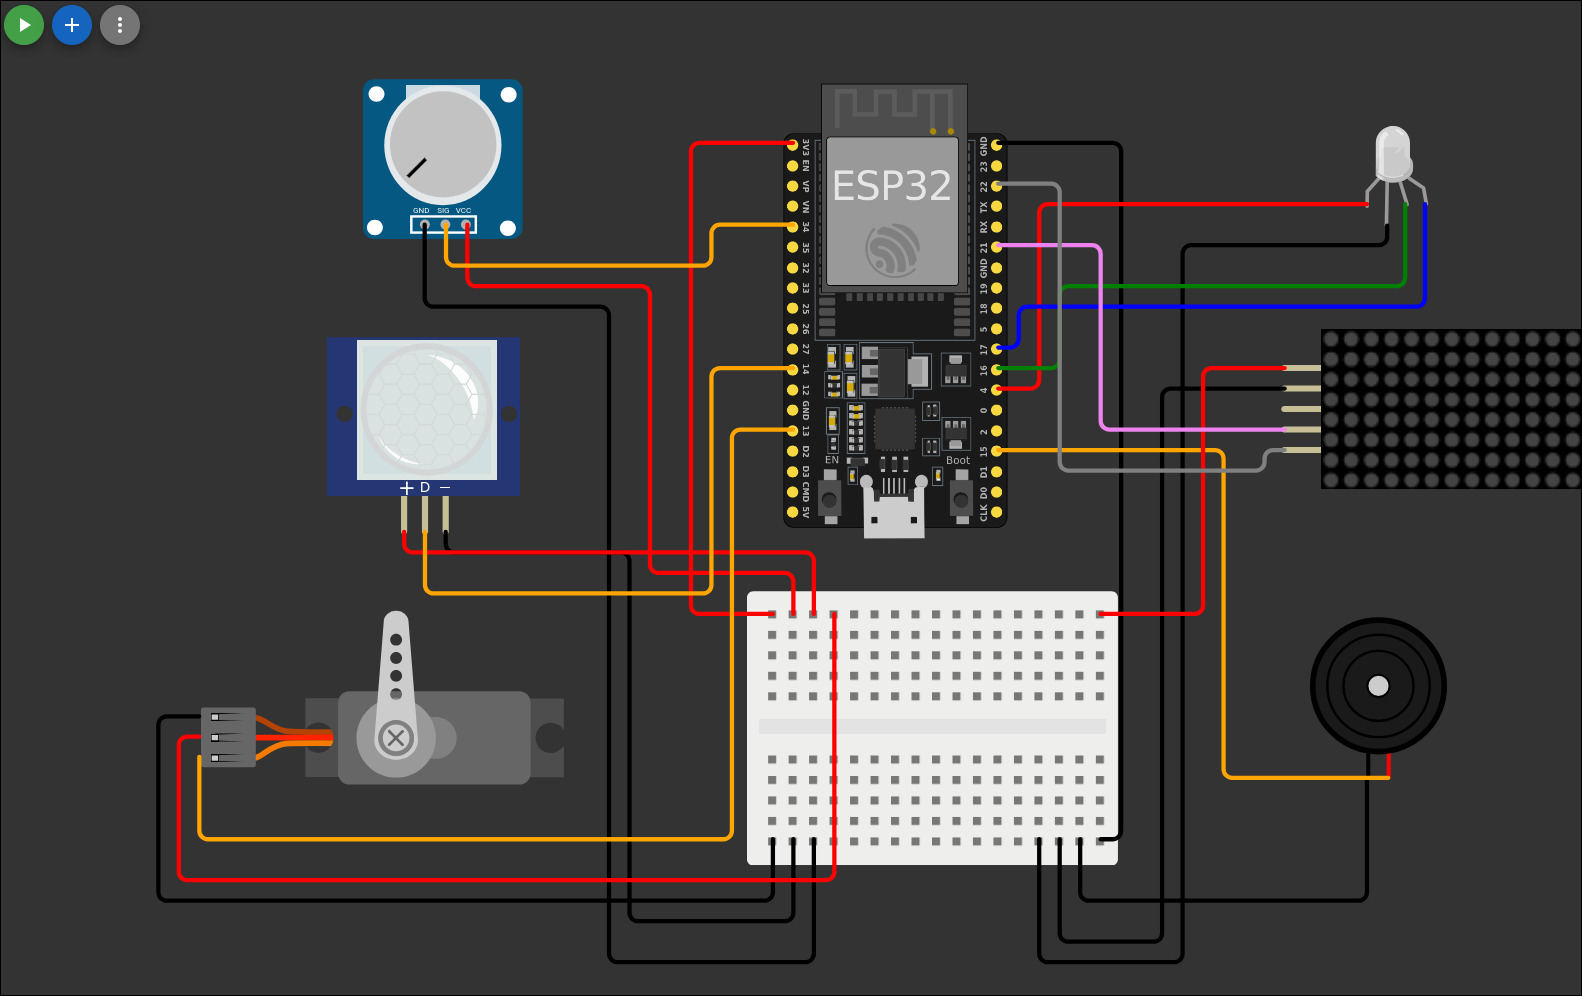 GND SIG VCC
ESP32
3V3
EN
VP
VN
34
35
32
33
25
26
27
14
12
GND
13
D2
D3
CMD
5V
GND
23
22
TX
RX
21
GND
19
18
5
17
16
4
0
2
15
D1
D0
CLK
EN
Boot
+ D −